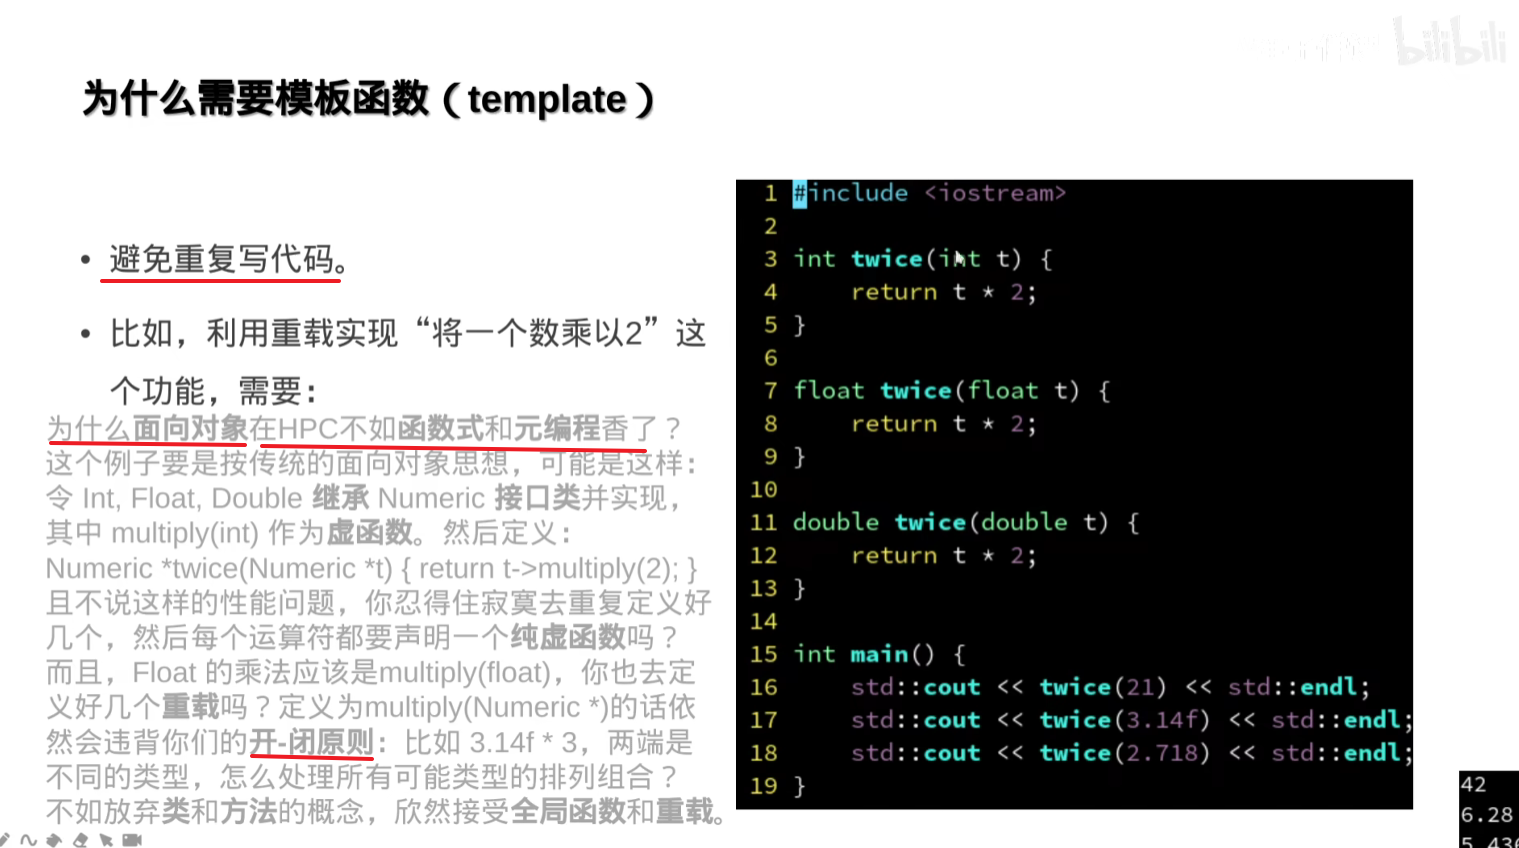 bilibili
为什么需要模板函数（template）
• 避免重复写代码。
• 比如，利用重载实现“将一个数乘以2”这
个功能，需要：
为什么面向对象在HPC不如函数式和元编程香了？
这个例子要是按传统的面向对象思想，可能是这样：
令 Int, Float, Double 继承 Numeric 接口类并实现，
其中 multiply(int) 作为虚函数。然后定义：
Numeric *twice(Numeric *t) { return t->multiply(2); }
且不说这样的性能问题，你忍得住寂寞去重复定义好
几个，然后每个运算符都要声明一个纯虚函数吗？
而且，Float 的乘法应该是multiply(float)，你也去定
义好几个重载吗？定义为multiply(Numeric *)的话依
然会违背你们的开-闭原则：比如 3.14f * 3，两端是
不同的类型，怎么处理所有可能类型的排列组合？
不如放弃类和方法的概念，欣然接受全局函数和重载。
1 #include <iostream>
2
3 int twice(int t) {
4     return t * 2;
5 }
6
7 float twice(float t) {
8     return t * 2;
9 }
10
11 double twice(double t) {
12     return t * 2;
13 }
14
15 int main() {
16     std::cout << twice(21) << std::endl;
17     std::cout << twice(3.14f) << std::endl;
18     std::cout << twice(2.718) << std::endl;
19 }
42
6.28
5.436